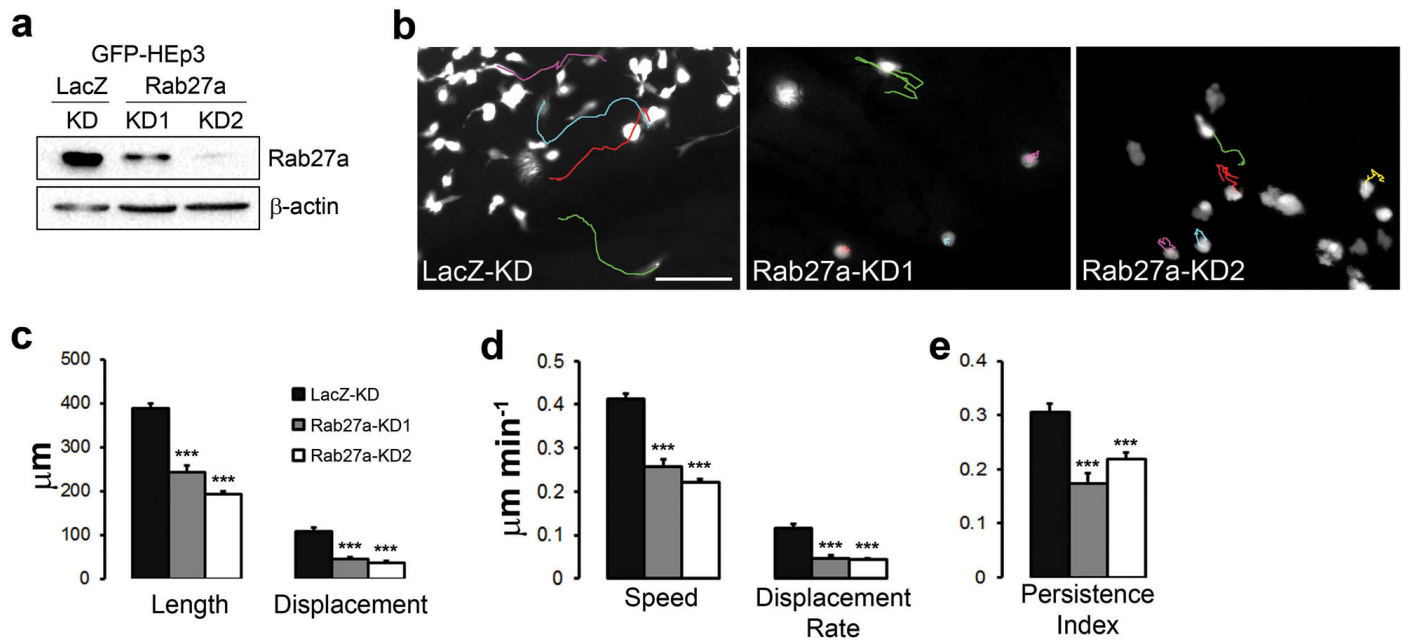 a
GFP-HEp3
LacZ Rab27a
KD KD1 KD2
Rab27a
β-actin
b
LacZ-KD
Rab27a-KD1
Rab27a-KD2
c
μm
500
400
300
200
100
0
*** ***
*** ***
Length Displacement
LacZ-KD
Rab27a-KD1
Rab27a-KD2
d
μm min⁻¹
0.5
0.4
0.3
0.2
0.1
0
*** ***
*** ***
Speed Displacement
Rate
e
0.4
0.3
0.2
0.1
0
*** ***
Persistence
Index